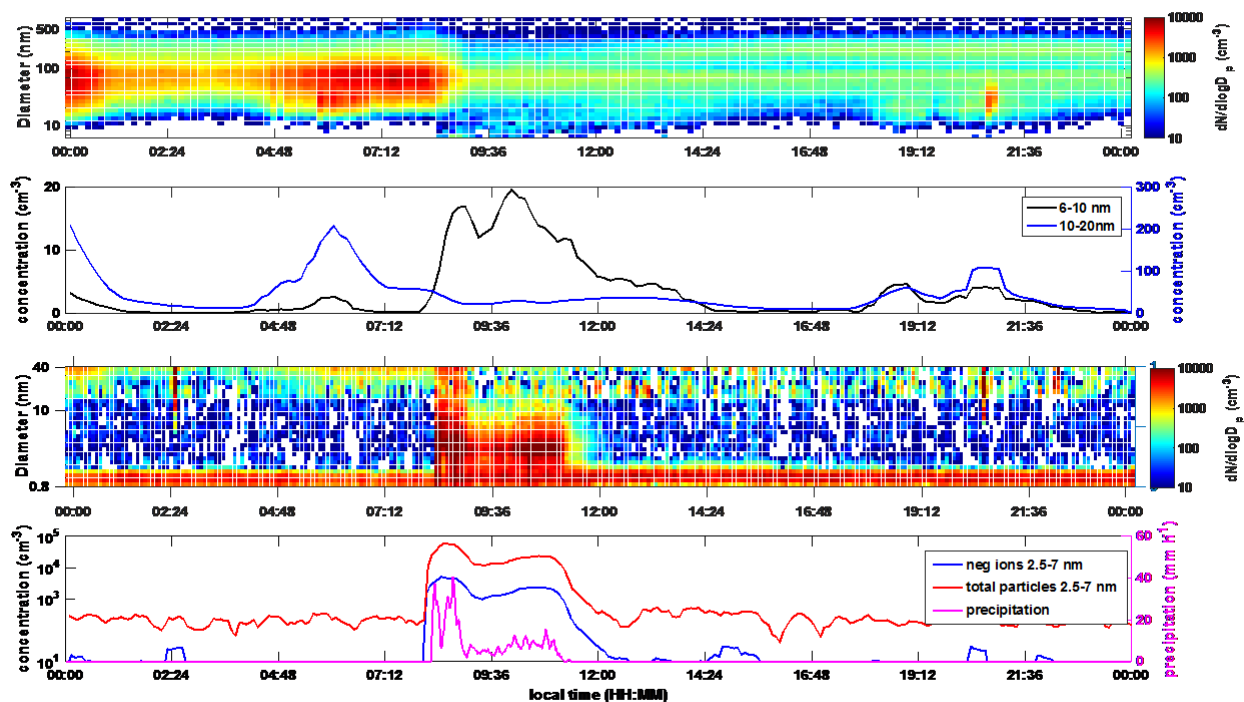 Diameter (nm)
500
100
10
00:00 02:24 04:48 07:12 09:36 12:00 14:24 16:48 19:12 21:36 00:00
10000
1000
100
10
dN/dlogD p (cm-3)
concentration (cm-3)
20
10
0
00:00 02:24 04:48 07:12 09:36 12:00 14:24 16:48 19:12 21:36 00:00
300
200
100
0
concentration (cm-3)
6-10 nm
10-20nm
Diameter (nm)
40
10
0.8
00:00 02:24 04:48 07:12 09:36 12:00 14:24 16:48 19:12 21:36 00:00
10000
1000
100
10
dN/dlogD p (cm-3)
concentration (cm-3)
10^5
10^4
10^3
10^1
00:00 02:24 04:48 07:12 09:36 12:00 14:24 16:48 19:12 21:36 00:00
60
40
20
0
precipitation (mm h-1)
neg ions 2.5-7 nm
total particles 2.5-7 nm
precipitation
local time (HH:MM)